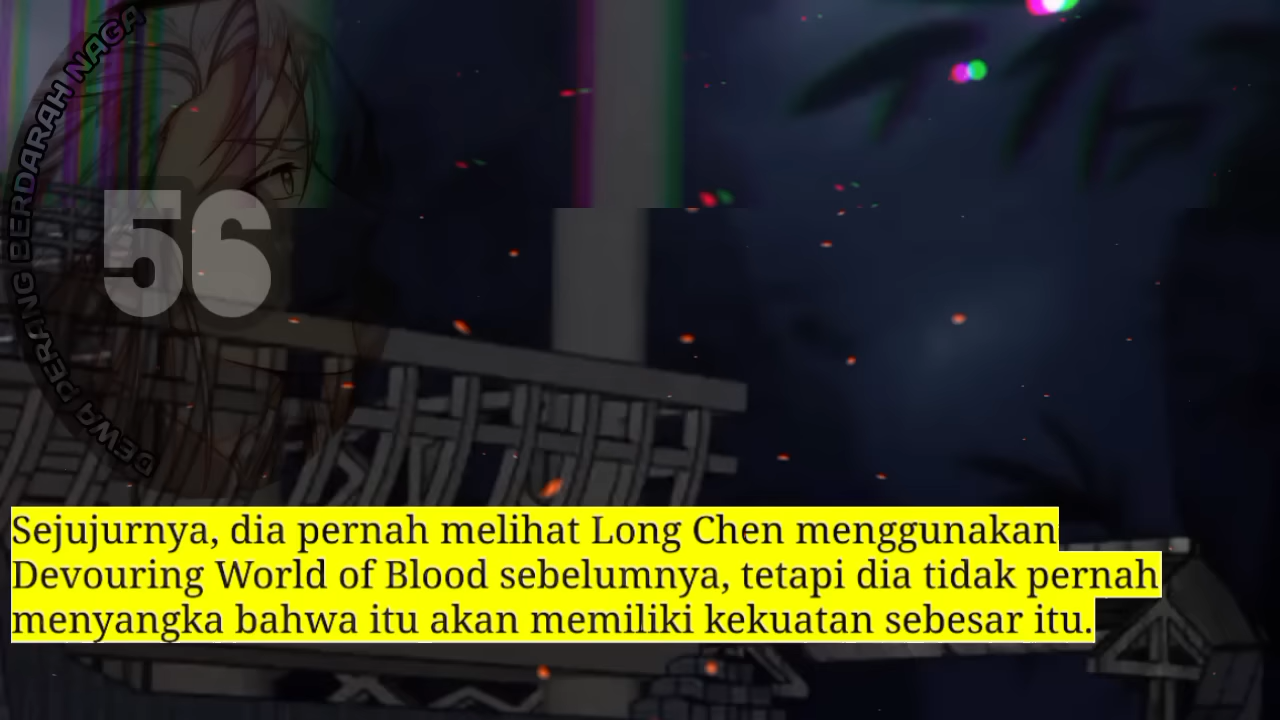 DEWA PERANG BERDARAH NAGA
56
Sejujurnya, dia pernah melihat Long Chen menggunakan
Devouring World of Blood sebelumnya, tetapi dia tidak pernah
menyangka bahwa itu akan memiliki kekuatan sebesar itu.